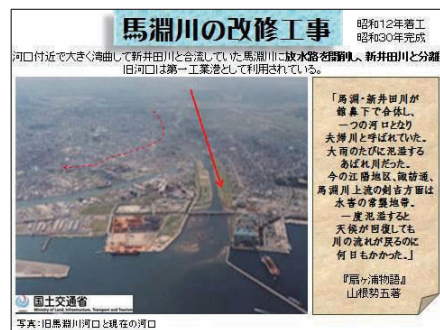 馬淵川の改修工事
昭和12年着工
昭和30年完成
河口付近で大きく湾曲して新井田川と合流していた馬淵川に放水路を開削し、新井田川と分離
旧河口は第一工業港として利用されている。
「馬淵・新井田川が
館鼻下で合体し、
一つの河口となり
夫婦川と呼ばれていた。
大雨のたびに氾濫する
あばれ川だった。
今の江陽地区、諏訪通、
馬淵川上流の剣吉方面は
水害の常襲地帯。
一度氾濫すると
天候が回復しても
川の流れが戻るのに
何日もかかった。」
『扇ヶ浦物語』
山根勢五著
国土交通省
Ministry of Land, Infrastructure, Transport and Tourism
写真：旧馬淵川河口と現在の河口